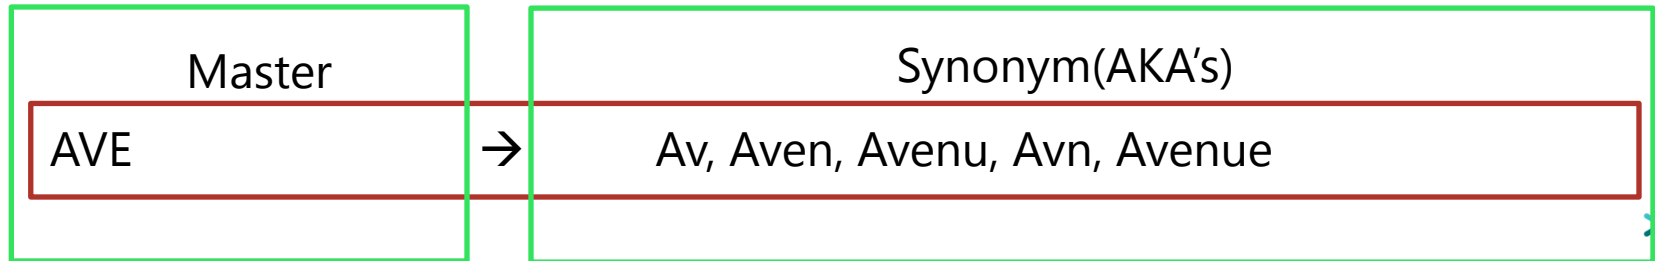 Master
Synonym(AKA’s)
AVE → Av, Aven, Avenu, Avn, Avenue